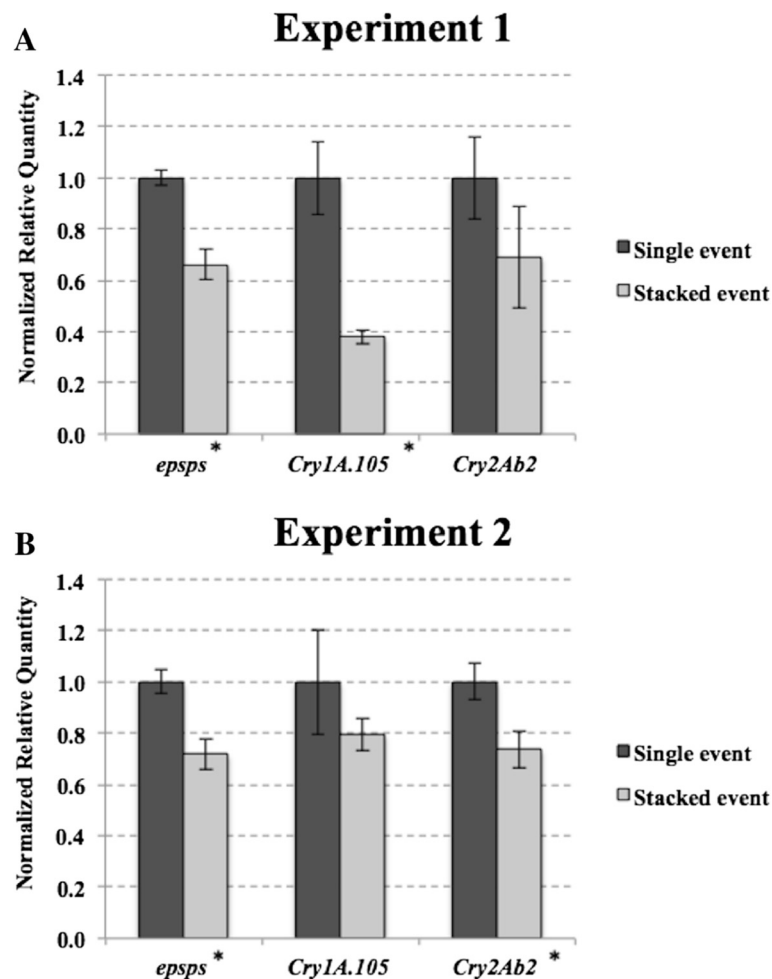 A
Experiment 1
Normalized Relative Quantity
1.4
1.2
1.0
0.8
0.6
0.4
0.2
0.0
epsps * Cry1A.105 * Cry2Ab2
Single event
Stacked event
B
Experiment 2
Normalized Relative Quantity
1.4
1.2
1.0
0.8
0.6
0.4
0.2
0.0
epsps * Cry1A.105 Cry2Ab2 *
Single event
Stacked event